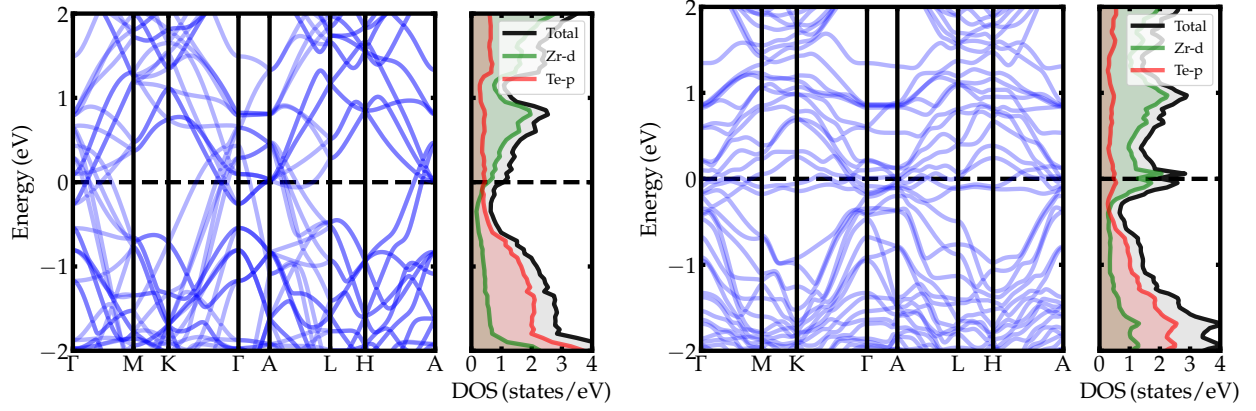 2
1
0
−1
−2
Energy (eV)
Γ M K Γ A L H A
Total
Zr-d
Te-p
0 1 2 3 4
DOS (states/eV)
2
1
0
−1
−2
Energy (eV)
Γ M K Γ A L H A
Total
Zr-d
Te-p
0 1 2 3 4
DOS (states/eV)